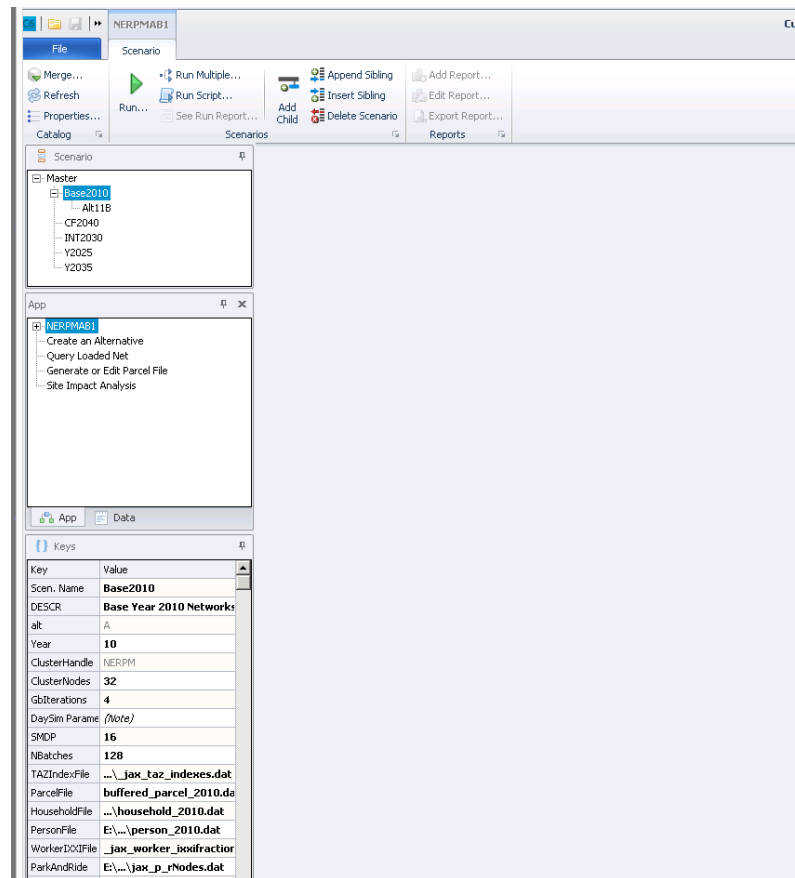 C6 NERPMAB1 Cu
File Scenario
Merge... Run Multiple... Append Sibling Add Report...
Refresh Run Script... Insert Sibling Edit Report...
Properties... Run... See Run Report... Add Child Delete Scenario Export Report...
Catalog Scenarios Reports
Scenario
Master
Base2010
Alt11B
CF2040
INT2030
Y2025
Y2035
App
NERPMAB1
Create an Alternative
Query Loaded Net
Generate or Edit Parcel File
Site Impact Analysis
App Data
{} Keys
Key Value
Scen. Name Base2010
DESCR Base Year 2010 Networks
alt A
Year 10
ClusterHandle NERPM
ClusterNodes 32
GbIterations 4
DaySim Parame (Note)
SMDP 16
NBatches 128
TAZIndexFile ...\_jax_taz_indexes.dat
ParcelFile buffered_parcel_2010.da
HouseholdFile ...\household_2010.dat
PersonFile E:\...\person_2010.dat
WorkerIXXIFile _jax_worker_ixxifraction
ParkAndRide E:\...\jax_p_rNodes.dat